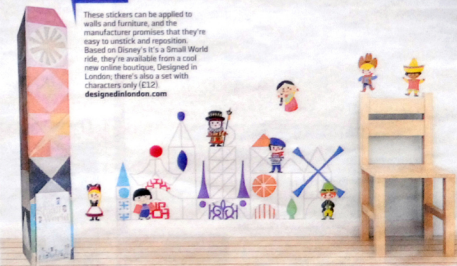 These stickers can be applied to
walls and furniture, and the
manufacturer promises that they're
easy to unstick and reposition.
Based on Disney's It's a Small World
ride, they're available from a cool
new online boutique, Designed in
London; there's also a set with
characters only (£12).
designedinlondon.com